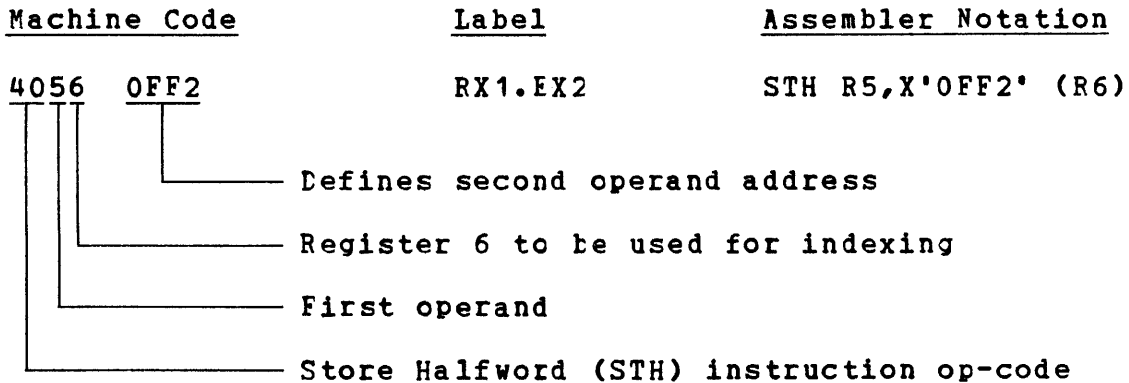 Machine Code Label Assembler Notation
4056 0FF2 RX1.EX2 STH R5,X'0FF2' (R6)
Defines second operand address
Register 6 to be used for indexing
First operand
Store Halfword (STH) instruction op-code